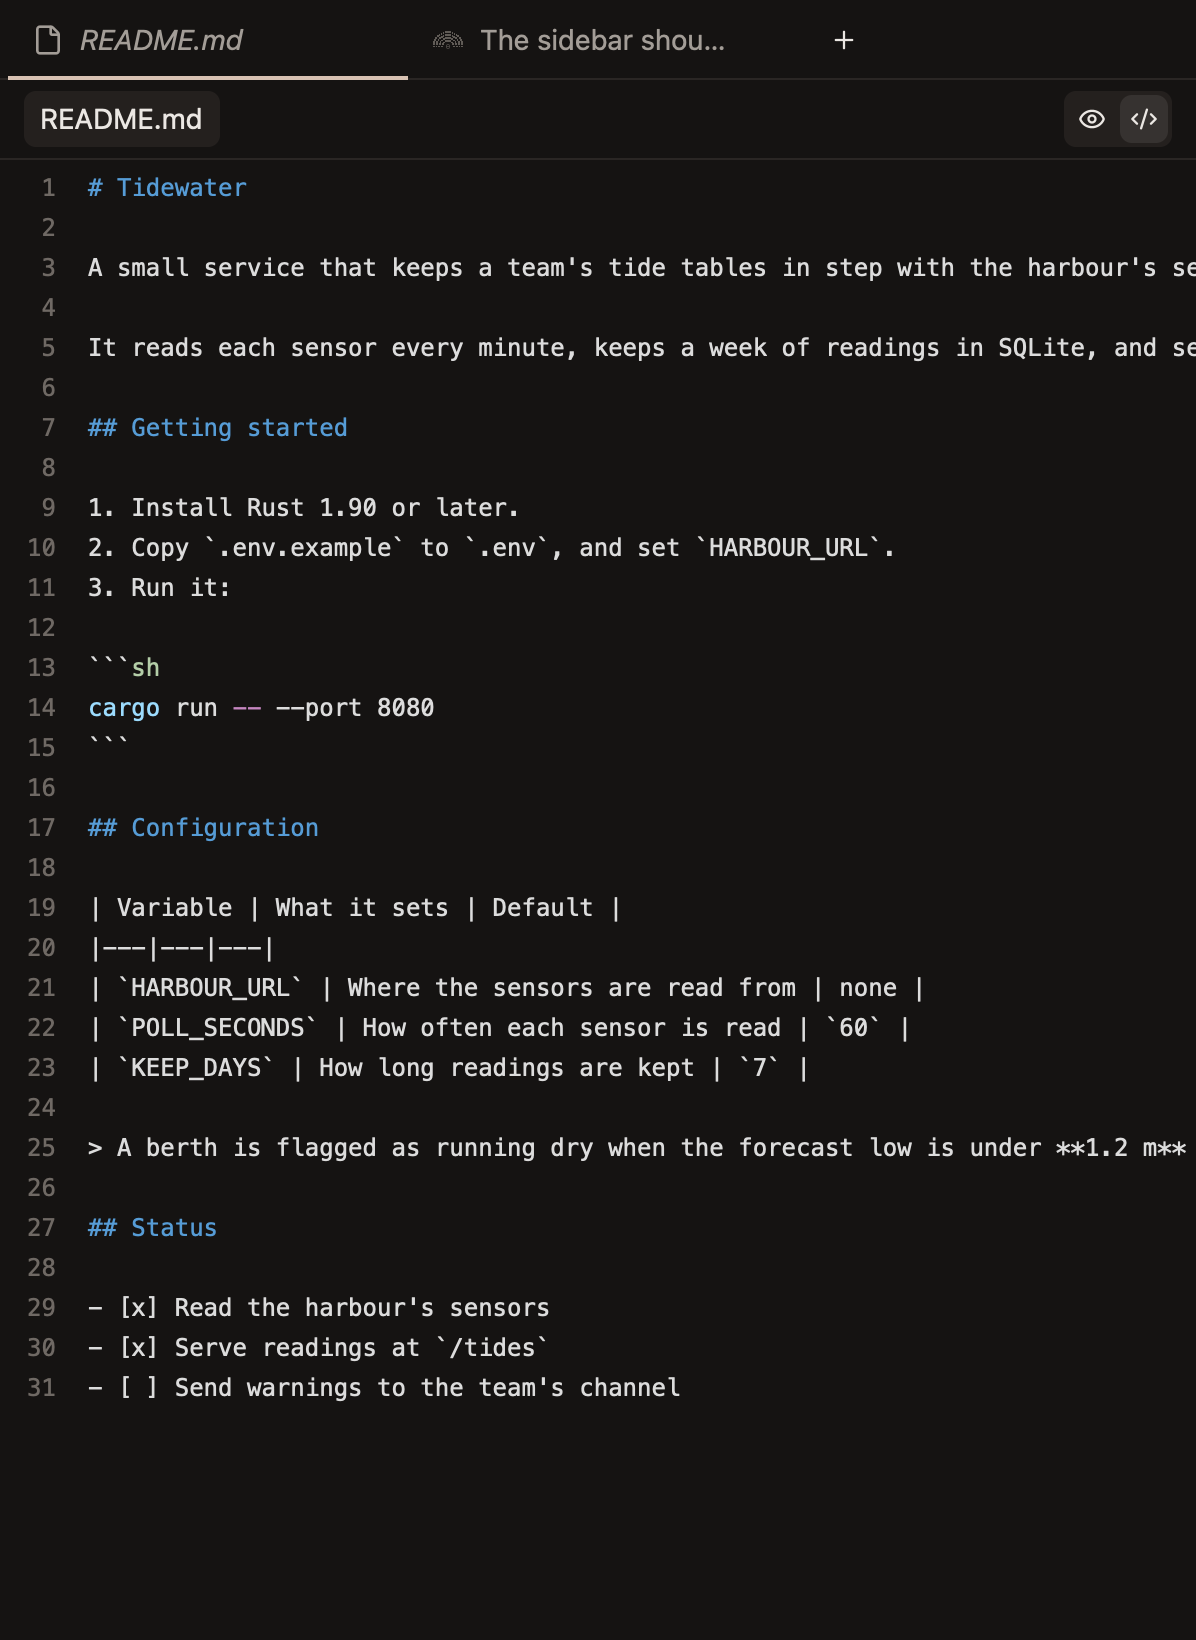 README.md
The sidebar shou...
README.md
1 # Tidewater
2
3 A small service that keeps a team's tide tables in step with the harbour's se
4
5 It reads each sensor every minute, keeps a week of readings in SQLite, and se
6
7 ## Getting started
8
9 1. Install Rust 1.90 or later.
10 2. Copy `.env.example` to `.env`, and set `HARBOUR_URL`.
11 3. Run it:
12
13 ```sh
14 cargo run -- --port 8080
15 ```
16
17 ## Configuration
18
19 | Variable | What it sets | Default |
20 |---|---|---|
21 | `HARBOUR_URL` | Where the sensors are read from | none |
22 | `POLL_SECONDS` | How often each sensor is read | `60` |
23 | `KEEP_DAYS` | How long readings are kept | `7` |
24
25 > A berth is flagged as running dry when the forecast low is under **1.2 m**
26
27 ## Status
28
29 - [x] Read the harbour's sensors
30 - [x] Serve readings at `/tides`
31 - [ ] Send warnings to the team's channel